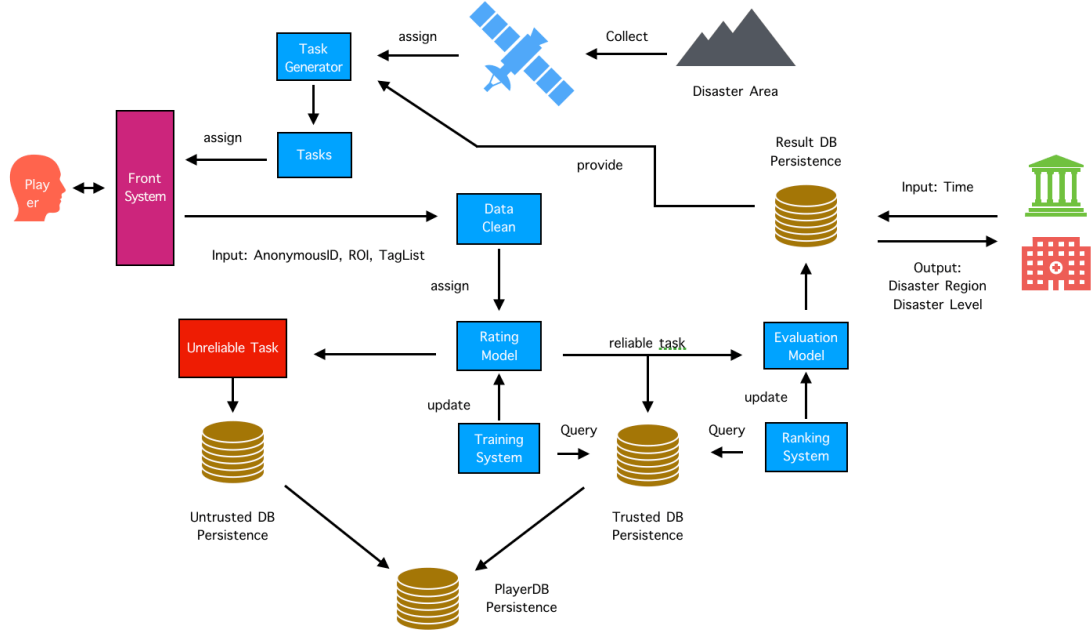 Task
Generator
assign
Collect
Disaster Area
assign
Tasks
Result DB
Persistence
provide
Play
er
Front
System
Data
Clean
Input: Time
Input: AnonymousID, ROI, TagList
Output:
Disaster Region
Disaster Level
assign
Unreliable Task
Rating
Model
reliable task
Evaluation
Model
update
update
Training
System
Query
Query
Ranking
System
Untrusted DB
Persistence
Trusted DB
Persistence
PlayerDB
Persistence